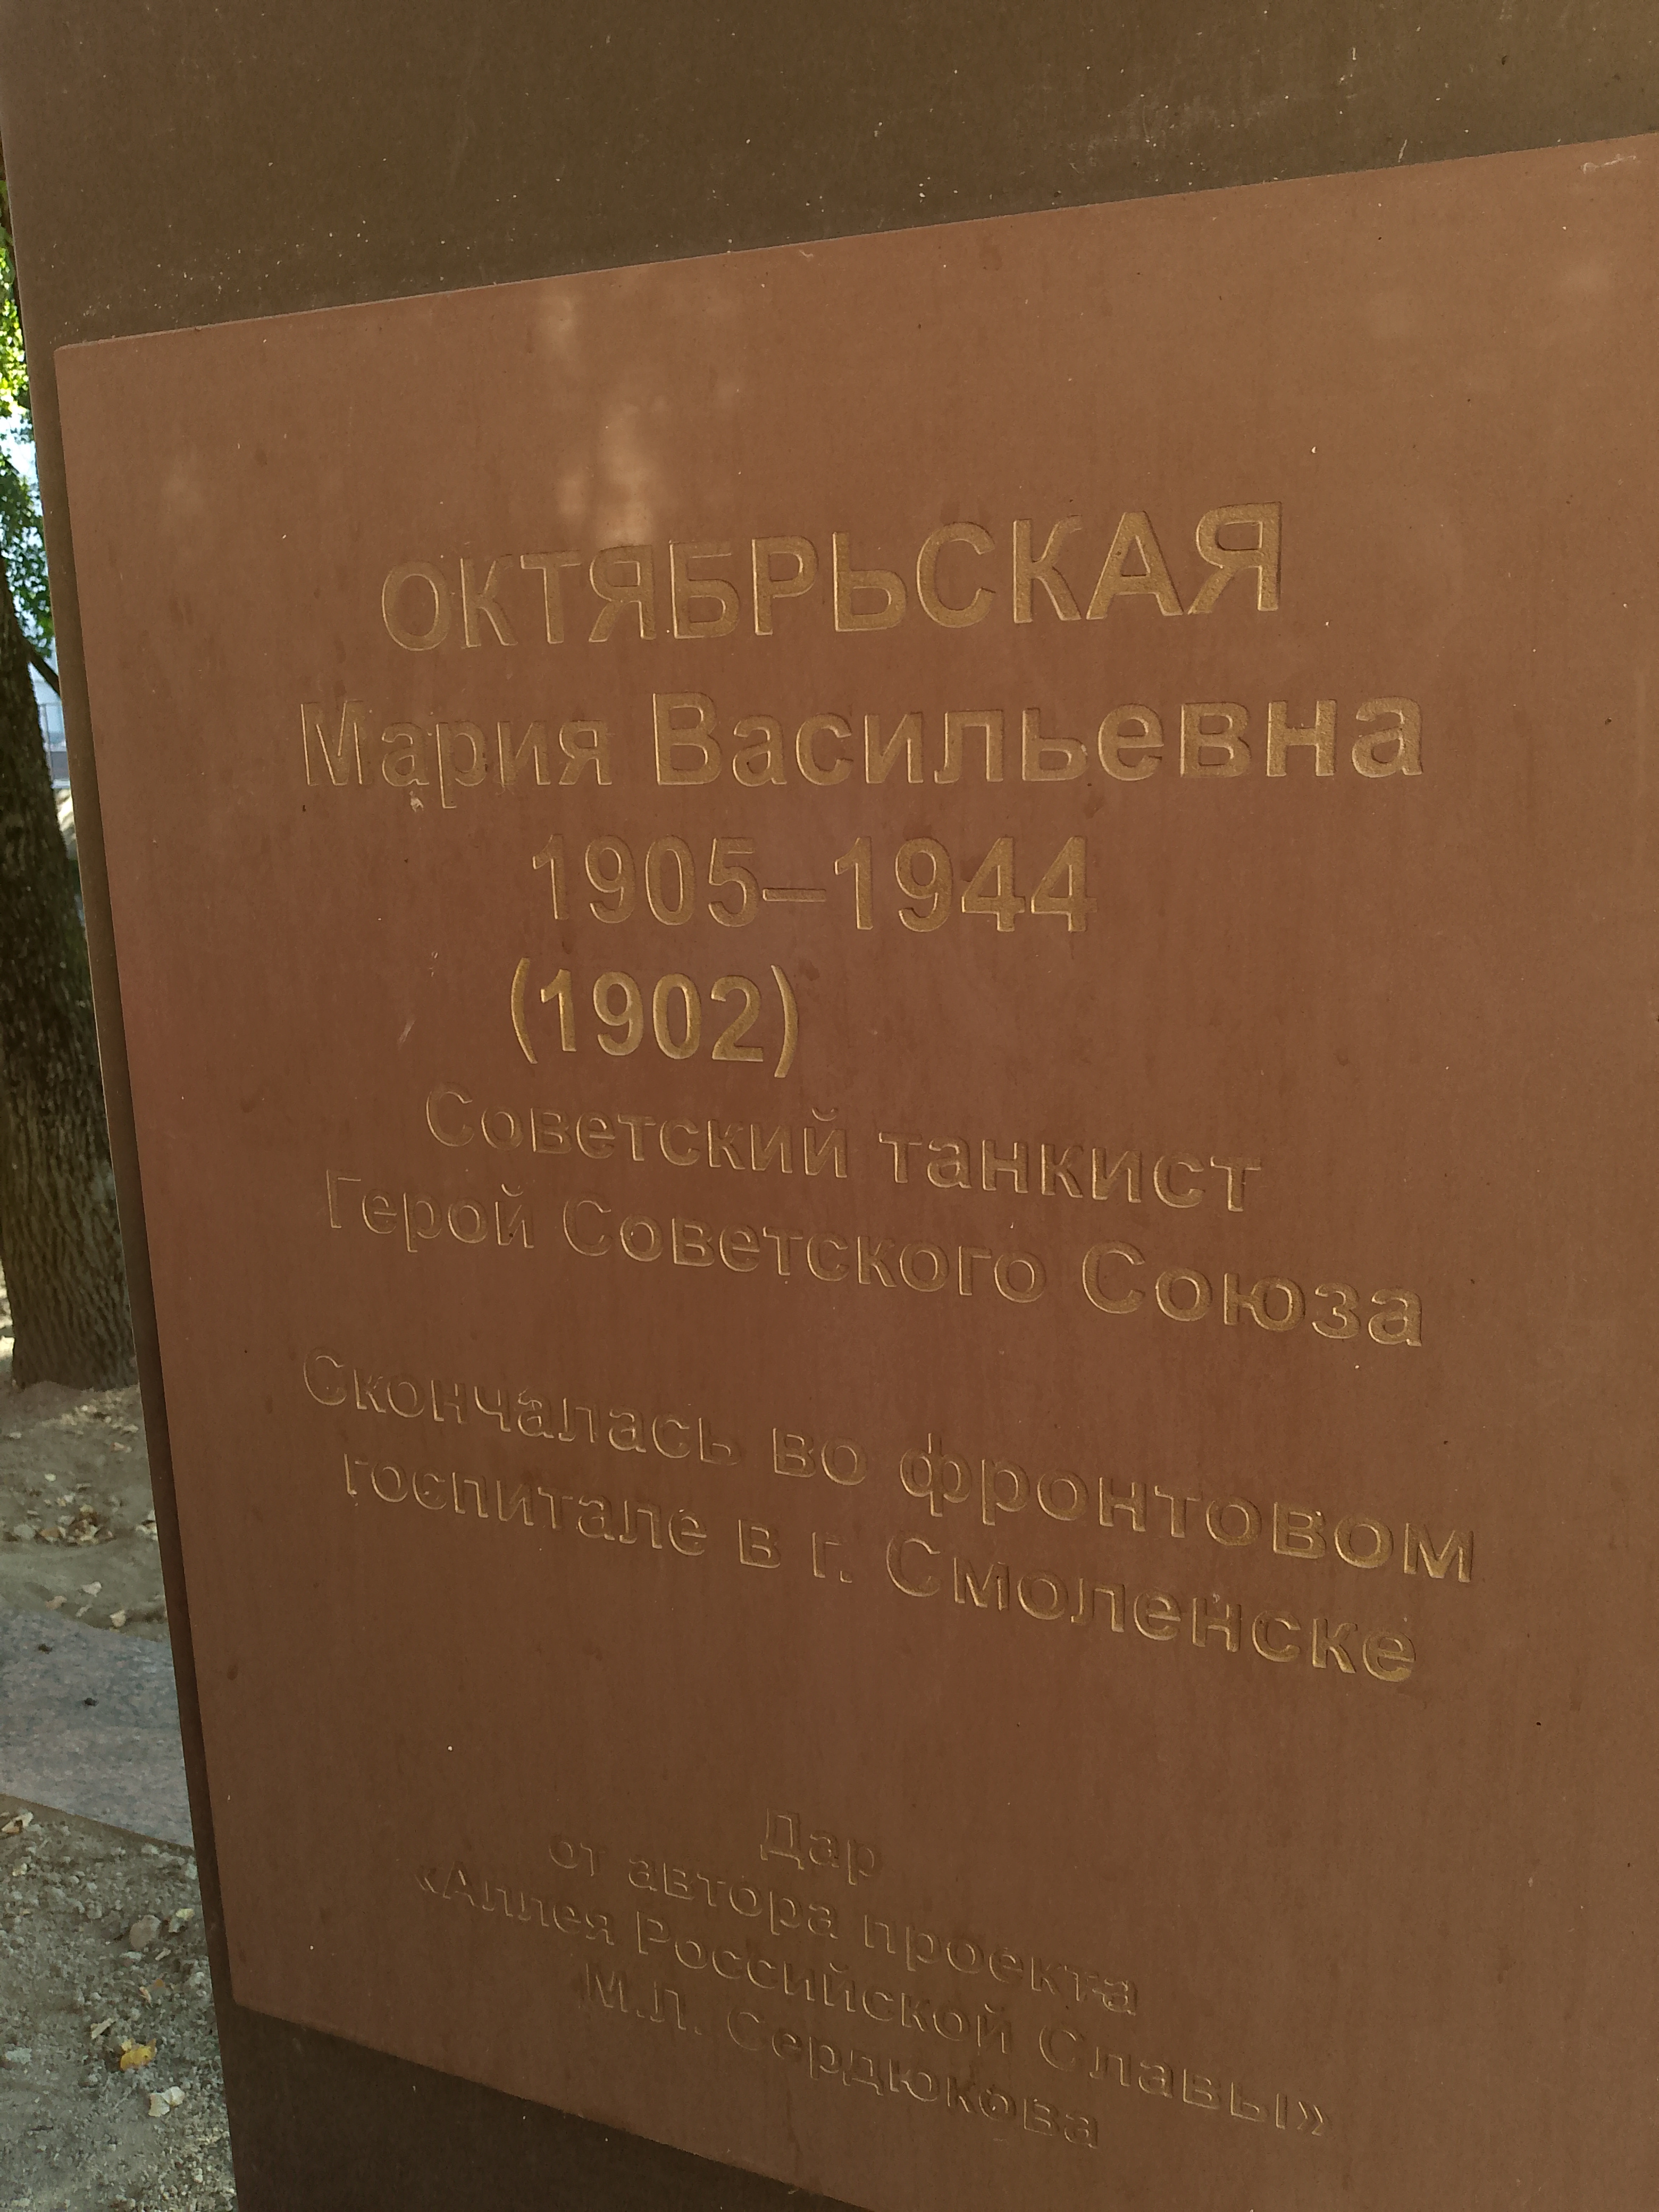 ОКТЯБРЬСКАЯ
Мария Васильевна
1905–1944
(1902)
Советский танкист
Герой Советского Союза
Скончалась во фронтовом
госпитале в г. Смоленске
Дар
от автора проекта
«Аллея Российской Славы»
М.Л. Сердюкова